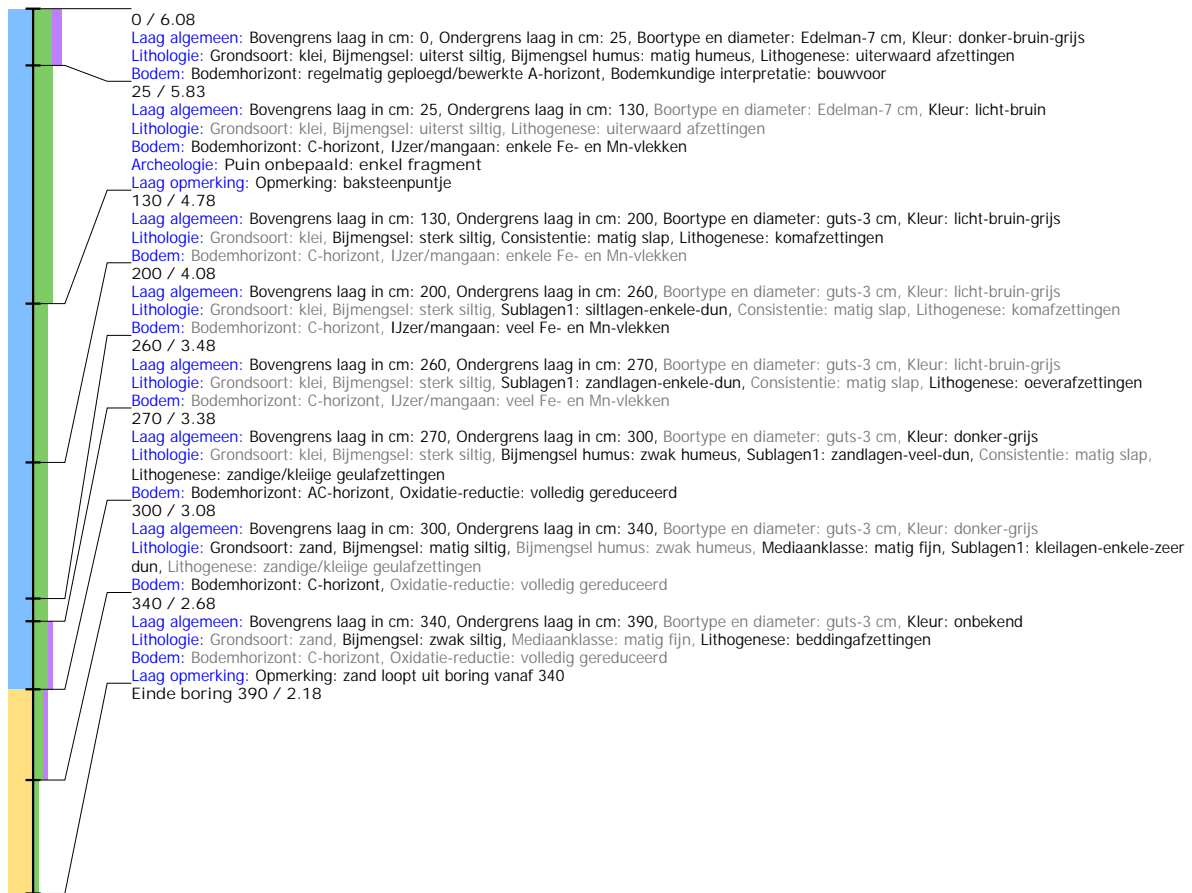 0 / 6.08
Laag algemeen: Bovengrens laag in cm: 0, Ondergrens laag in cm: 25, Boortype en diameter: Edelman-7 cm, Kleur: donker-bruin-grijs
Lithologie: Grondsoort: klei, Bijmengsel: uiterst siltig, Bijmengsel humus: matig humeus, Lithogenese: uiterwaard afzettingen
Bodem: Bodemhorizont: regelmatig geploegd/bewerkte A-horizont, Bodemkundige interpretatie: bouwvoor
25 / 5.83
Laag algemeen: Bovengrens laag in cm: 25, Ondergrens laag in cm: 130, Boortype en diameter: Edelman-7 cm, Kleur: licht-bruin
Lithologie: Grondsoort: klei, Bijmengsel: uiterst siltig, Lithogenese: uiterwaard afzettingen
Bodem: Bodemhorizont: C-horizont, IJzer/mangaan: enkele Fe- en Mn-vlekken
Archeologie: Puin onbepaald: enkel fragment
Laag opmerking: Opmerking: baksteenpuntje
130 / 4.78
Laag algemeen: Bovengrens laag in cm: 130, Ondergrens laag in cm: 200, Boortype en diameter: guts-3 cm, Kleur: licht-bruin-grijs
Lithologie: Grondsoort: klei, Bijmengsel: sterk siltig, Consistentie: matig slap, Lithogenese: komafzettingen
Bodem: Bodemhorizont: C-horizont, IJzer/mangaan: enkele Fe- en Mn-vlekken
200 / 4.08
Laag algemeen: Bovengrens laag in cm: 200, Ondergrens laag in cm: 260, Boortype en diameter: guts-3 cm, Kleur: licht-bruin-grijs
Lithologie: Grondsoort: klei, Bijmengsel: sterk siltig, Sublagen1: siltlagen-enkele-dun, Consistentie: matig slap, Lithogenese: komafzettingen
Bodem: Bodemhorizont: C-horizont, IJzer/mangaan: veel Fe- en Mn-vlekken
260 / 3.48
Laag algemeen: Bovengrens laag in cm: 260, Ondergrens laag in cm: 270, Boortype en diameter: guts-3 cm, Kleur: licht-bruin-grijs
Lithologie: Grondsoort: klei, Bijmengsel: sterk siltig, Sublagen1: zandlagen-enkele-dun, Consistentie: matig slap, Lithogenese: oeverafzettingen
Bodem: Bodemhorizont: C-horizont, IJzer/mangaan: veel Fe- en Mn-vlekken
270 / 3.38
Laag algemeen: Bovengrens laag in cm: 270, Ondergrens laag in cm: 300, Boortype en diameter: guts-3 cm, Kleur: donker-grijs
Lithologie: Grondsoort: klei, Bijmengsel: sterk siltig, Bijmengsel humus: zwak humeus, Sublagen1: zandlagen-veel-dun, Consistentie: matig slap,
Lithogenese: zandige/kleiige geulafzettingen
Bodem: Bodemhorizont: AC-horizont, Oxidatie-reductie: volledig gereduceerd
300 / 3.08
Laag algemeen: Bovengrens laag in cm: 300, Ondergrens laag in cm: 340, Boortype en diameter: guts-3 cm, Kleur: donker-grijs
Lithologie: Grondsoort: zand, Bijmengsel: matig siltig, Bijmengsel humus: zwak humeus, Mediaanklasse: matig fijn, Sublagen1: kleilagen-enkele-zeer
dun, Lithogenese: zandige/kleiige geulafzettingen
Bodem: Bodemhorizont: C-horizont, Oxidatie-reductie: volledig gereduceerd
340 / 2.68
Laag algemeen: Bovengrens laag in cm: 340, Ondergrens laag in cm: 390, Boortype en diameter: guts-3 cm, Kleur: onbekend
Lithologie: Grondsoort: zand, Bijmengsel: zwak siltig, Mediaanklasse: matig fijn, Lithogenese: beddingafzettingen
Bodem: Bodemhorizont: C-horizont, Oxidatie-reductie: volledig gereduceerd
Laag opmerking: Opmerking: zand loopt uit boring vanaf 340
Einde boring 390 / 2.18